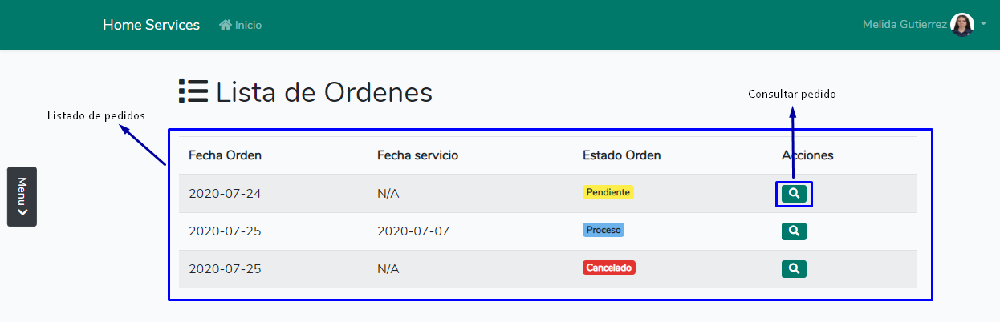 Home Services Inicio Melida Gutierrez
Lista de Ordenes
Consultar pedido
Listado de pedidos
Fecha Orden Fecha servicio Estado Orden Acciones
2020-07-24 N/A Pendiente
2020-07-25 2020-07-07 Proceso
2020-07-25 N/A Cancelado
Menu